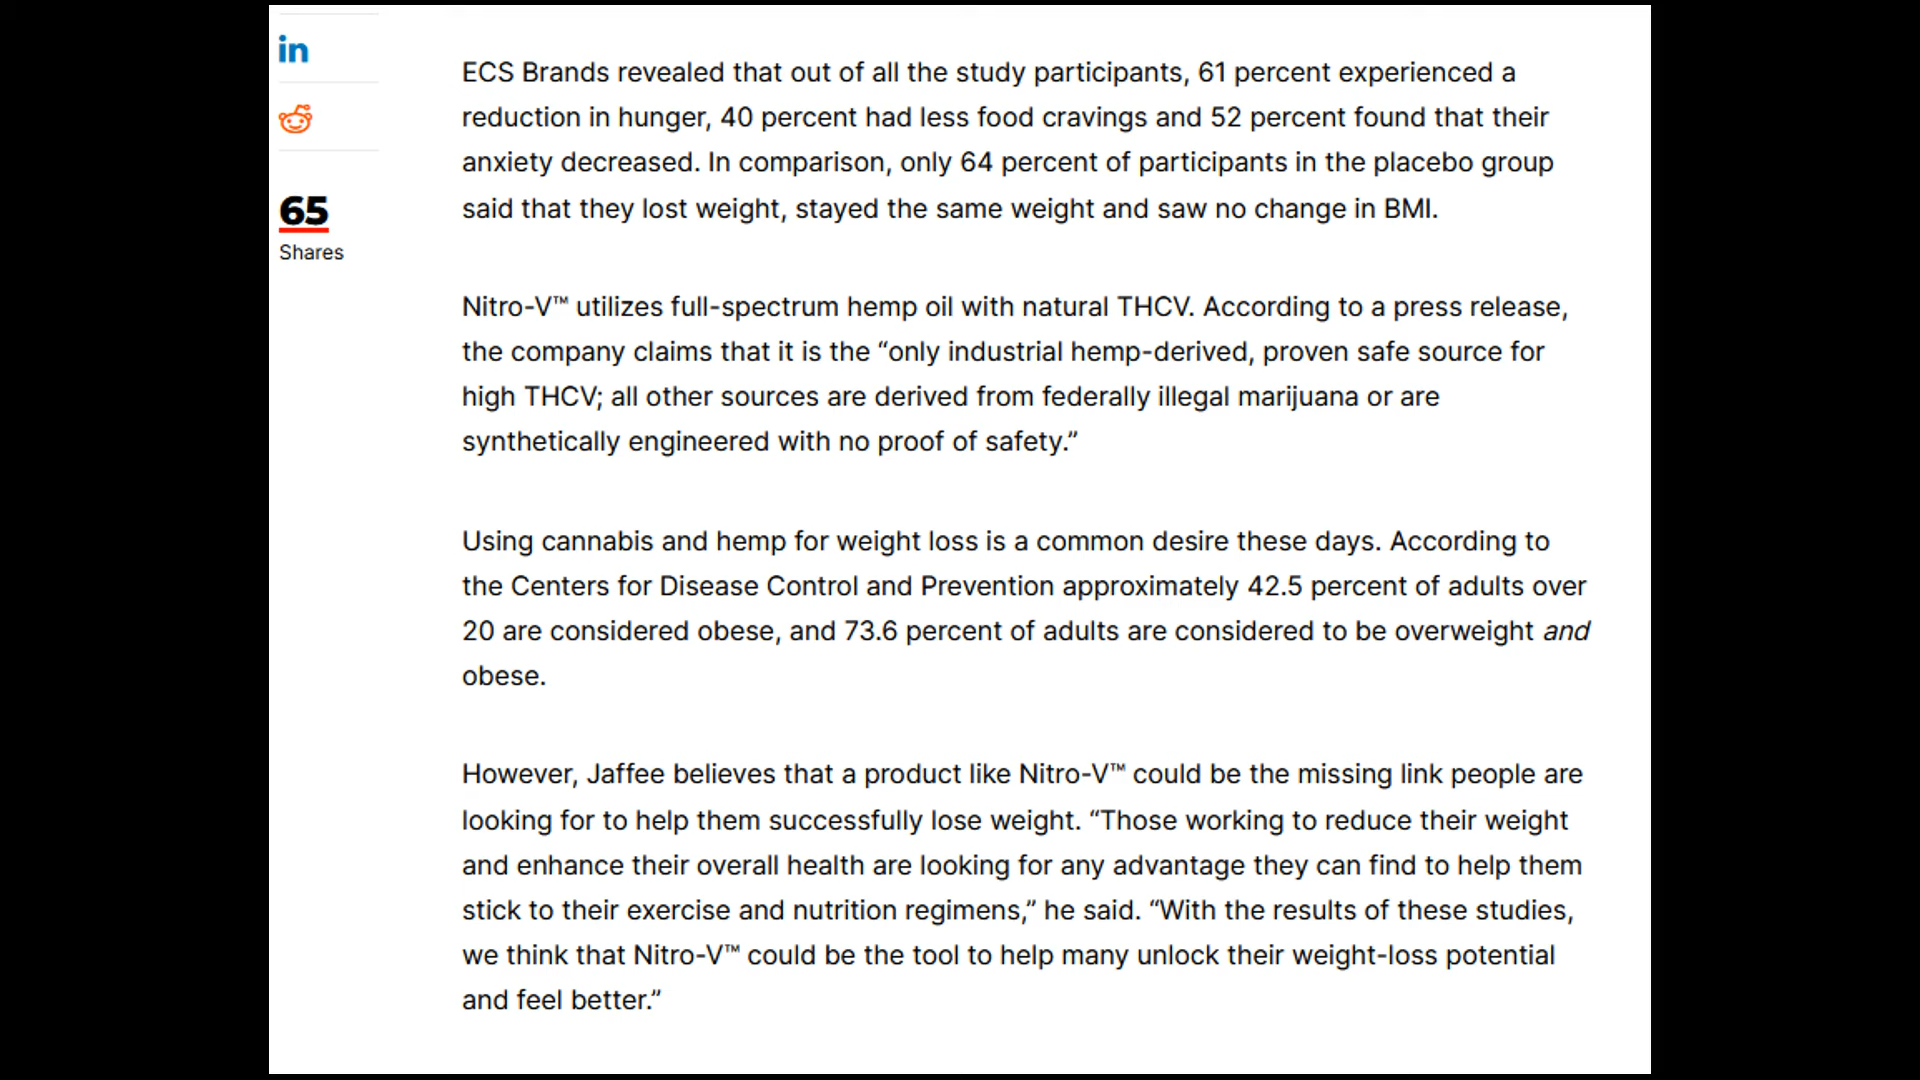 in
65
Shares
ECS Brands revealed that out of all the study participants, 61 percent experienced a
reduction in hunger, 40 percent had less food cravings and 52 percent found that their
anxiety decreased. In comparison, only 64 percent of participants in the placebo group
said that they lost weight, stayed the same weight and saw no change in BMI.
Nitro-V™ utilizes full-spectrum hemp oil with natural THCV. According to a press release,
the company claims that it is the “only industrial hemp-derived, proven safe source for
high THCV; all other sources are derived from federally illegal marijuana or are
synthetically engineered with no proof of safety.”
Using cannabis and hemp for weight loss is a common desire these days. According to
the Centers for Disease Control and Prevention approximately 42.5 percent of adults over
20 are considered obese, and 73.6 percent of adults are considered to be overweight and
obese.
However, Jaffee believes that a product like Nitro-V™ could be the missing link people are
looking for to help them successfully lose weight. “Those working to reduce their weight
and enhance their overall health are looking for any advantage they can find to help them
stick to their exercise and nutrition regimens,” he said. “With the results of these studies,
we think that Nitro-V™ could be the tool to help many unlock their weight-loss potential
and feel better.”